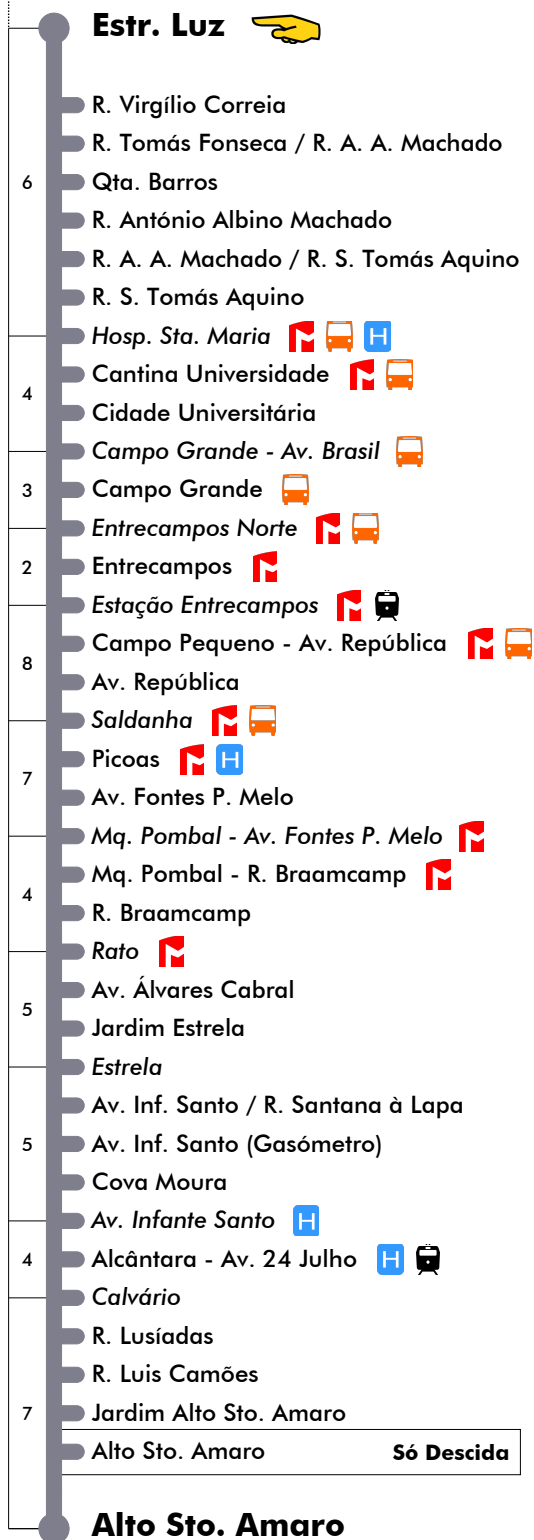 Estr. Luz
R. Virgílio Correia
R. Tomás Fonseca / R. A. A. Machado
6 Qta. Barros
R. António Albino Machado
R. A. A. Machado / R. S. Tomás Aquino
R. S. Tomás Aquino
Hosp. Sta. Maria H
Cantina Universidade
4
Cidade Universitária
Campo Grande - Av. Brasil
3 Campo Grande
Entrecampos Norte
2 Entrecampos
Estação Entrecampos
Campo Pequeno - Av. República
8
Av. República
Saldanha
Picoas H
7
Av. Fontes P. Melo
Mq. Pombal - Av. Fontes P. Melo
Mq. Pombal - R. Braamcamp
4
R. Braamcamp
Rato
Av. Álvares Cabral
5
Jardim Estrela
Estrela
Av. Inf. Santo / R. Santana à Lapa
5 Av. Inf. Santo (Gasómetro)
Cova Moura
Av. Infante Santo H
4 Alcântara - Av. 24 Julho H
Calvário
R. Lusíadas
R. Luis Camões
7 Jardim Alto Sto. Amaro
Alto Sto. Amaro Só Descida
Alto Sto. Amaro